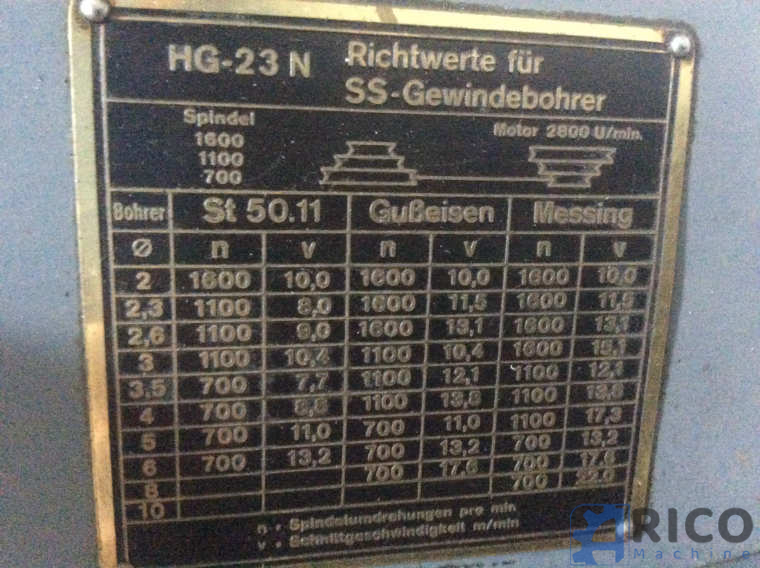 HG-23 N Richtwerte für
SS-Gewindebohrer
Spindel Motor 2800 U/min.
1600
1100
700
Bohrer St 50.11 Gußeisen Messing
Ø n v n v n v
2 1600 10,0 1600 10,0 1600 10,0
2,3 1100 8,0 1600 11,5 1600 11,5
2,6 1100 9,0 1600 13,1 1600 13,1
3 1100 10,4 1100 10,4 1600 15,1
3,5 700 7,7 1100 12,1 1100 12,1
4 700 8,8 1100 13,8 1100 13,8
5 700 11,0 700 11,0 1100 17,3
6 700 13,2 700 13,2 700 13,2
8 700 17,6 700 17,6
10 700 22,0
n = Spindelumdrehungen pro min
v = Schnittgeschwindigkeit m/min
RICO
Machine